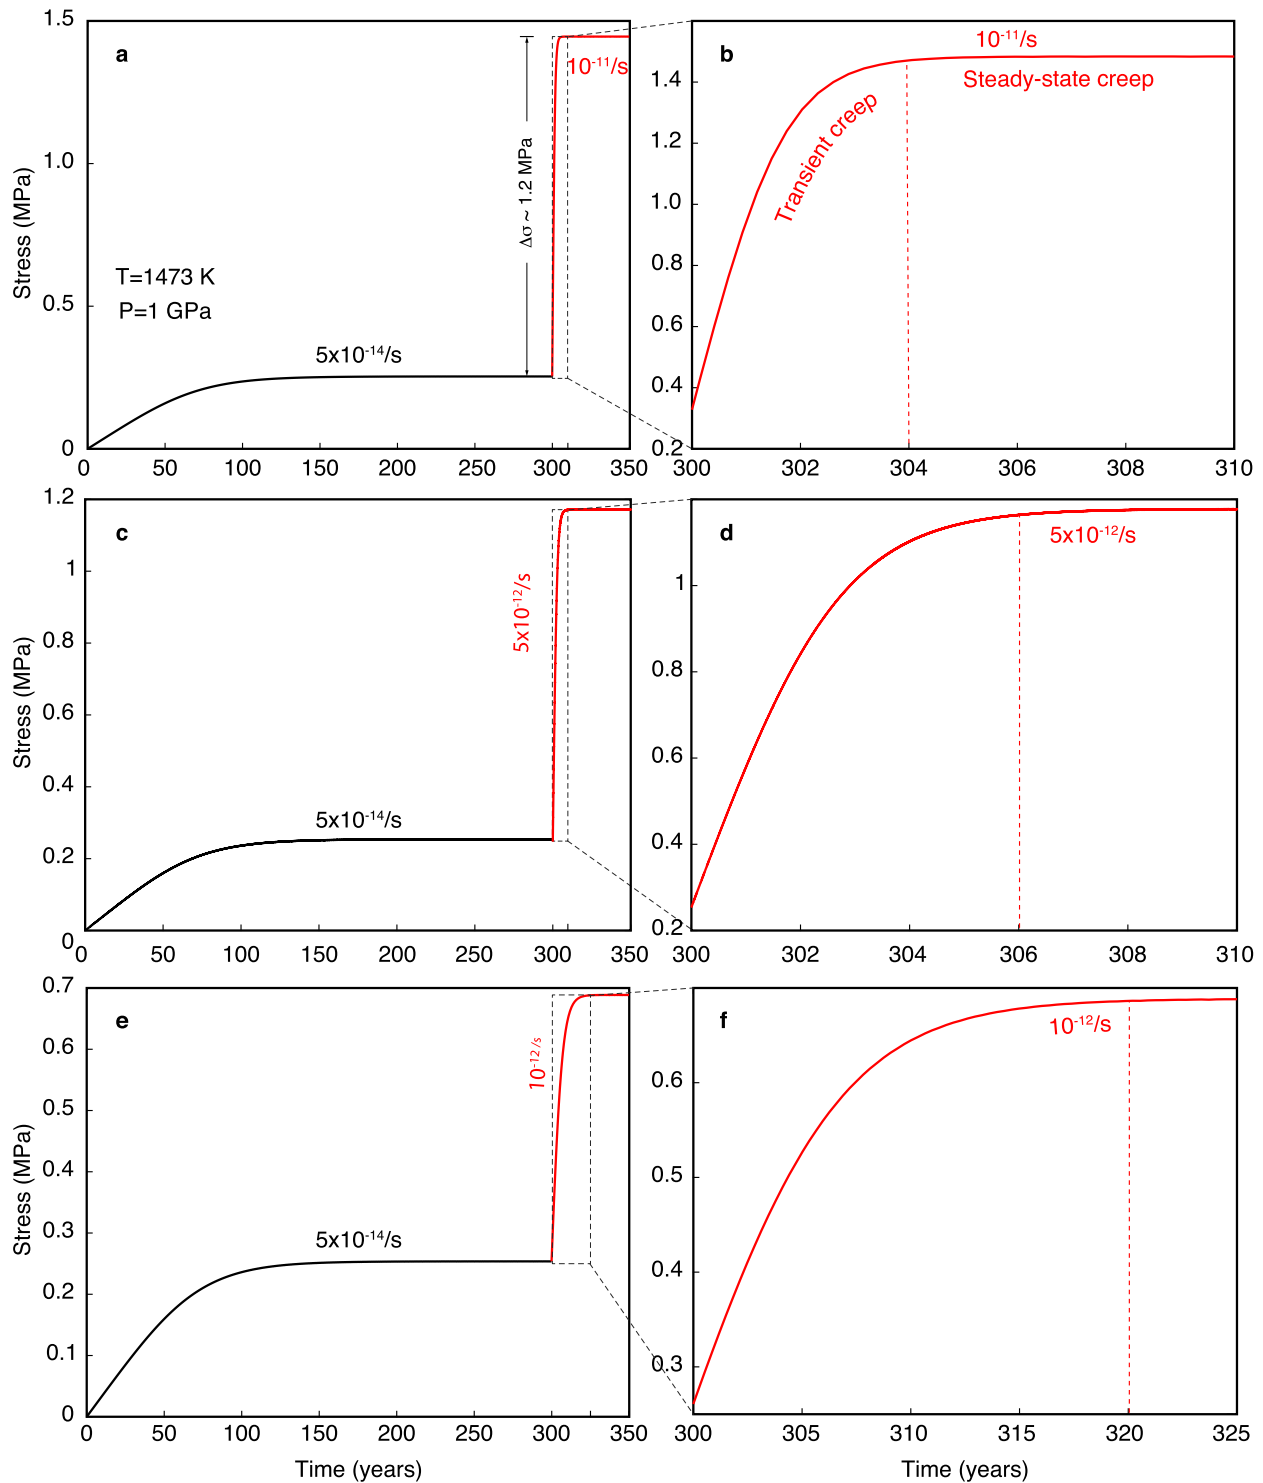 a
1.5
1.0
0.5
0
Stress (MPa)
T=1473 K
P=1 GPa
5x10⁻¹⁴/s
Δσ ~ 1.2 MPa
10⁻¹¹/s
0 50 100 150 200 250 300 350
b
1.4
1.2
1.0
0.8
0.6
0.4
0.2
10⁻¹¹/s
Steady-state creep
Transient creep
300 302 304 306 308 310
c
1.2
1
0.8
0.6
0.4
0.2
0
Stress (MPa)
5x10⁻¹⁴/s
5x10⁻¹²/s
0 50 100 150 200 250 300 350
d
1
0.8
0.6
0.4
0.2
5x10⁻¹²/s
300 302 304 306 308 310
e
0.7
0.6
0.5
0.4
0.3
0.2
0.1
0
Stress (MPa)
5x10⁻¹⁴/s
10⁻¹²/s
0 50 100 150 200 250 300 350
Time (years)
f
0.6
0.5
0.4
0.3
10⁻¹²/s
300 305 310 315 320 325
Time (years)